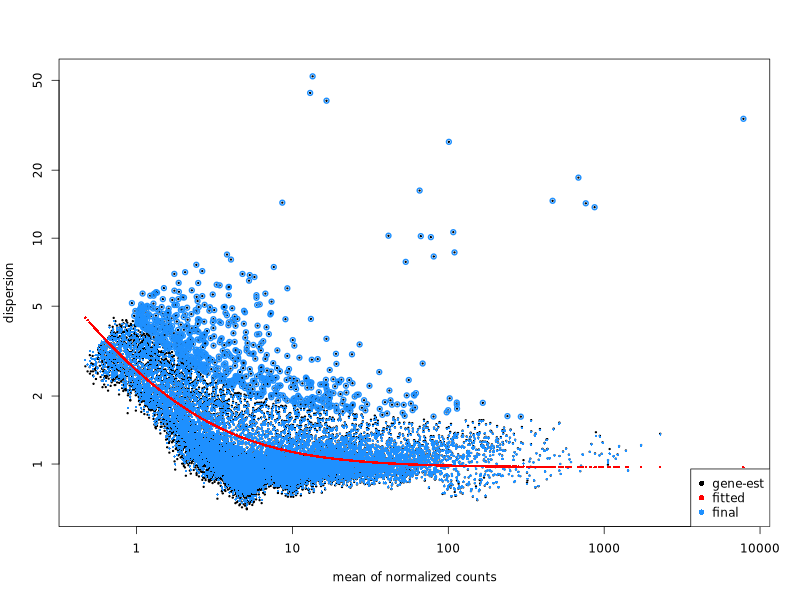 50
20
10
5
2
1
dispersion
1
10
100
1000
10000
mean of normalized counts
gene-est
fitted
final